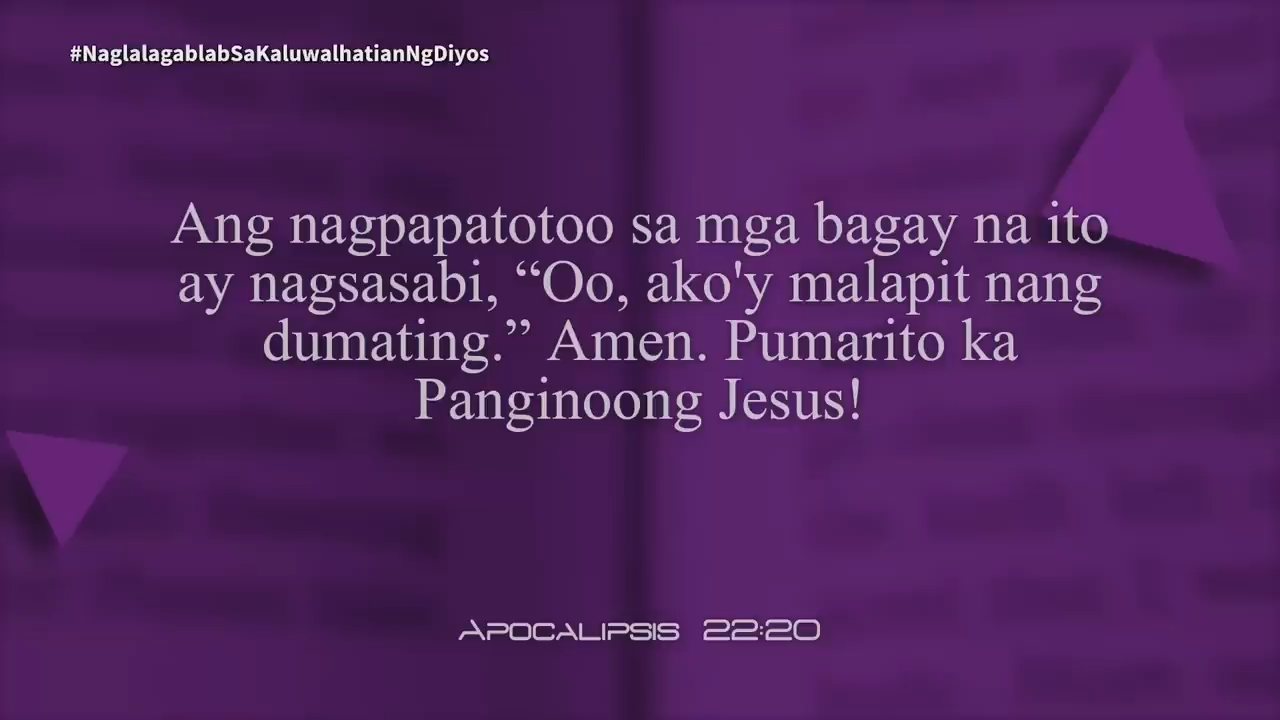 #NaglalagablabSaKaluwalhatianNgDiyos
Ang nagpapatotoo sa mga bagay na ito
ay nagsasabi, “Oo, ako'y malapit nang
dumating.” Amen. Pumarito ka
Panginoong Jesus!
APOCALIPSIS 22:20